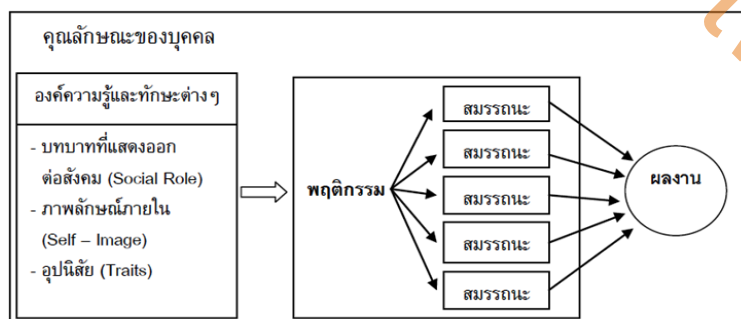 คุณลักษณะของบุคคล
องค์ความรู้และทักษะต่างๆ
- บทบาทที่แสดงออก
ต่อสังคม (Social Role)
- ภาพลักษณ์ภายใน
(Self – Image)
- อุปนิสัย (Traits)
พฤติกรรม
สมรรถนะ
สมรรถนะ
สมรรถนะ
สมรรถนะ
สมรรถนะ
ผลงาน